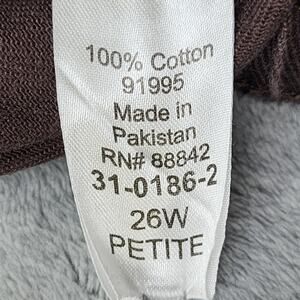 100% Cotton
91995
Made in
Pakistan
RN# 88842
31-0186-2
26W
PETITE